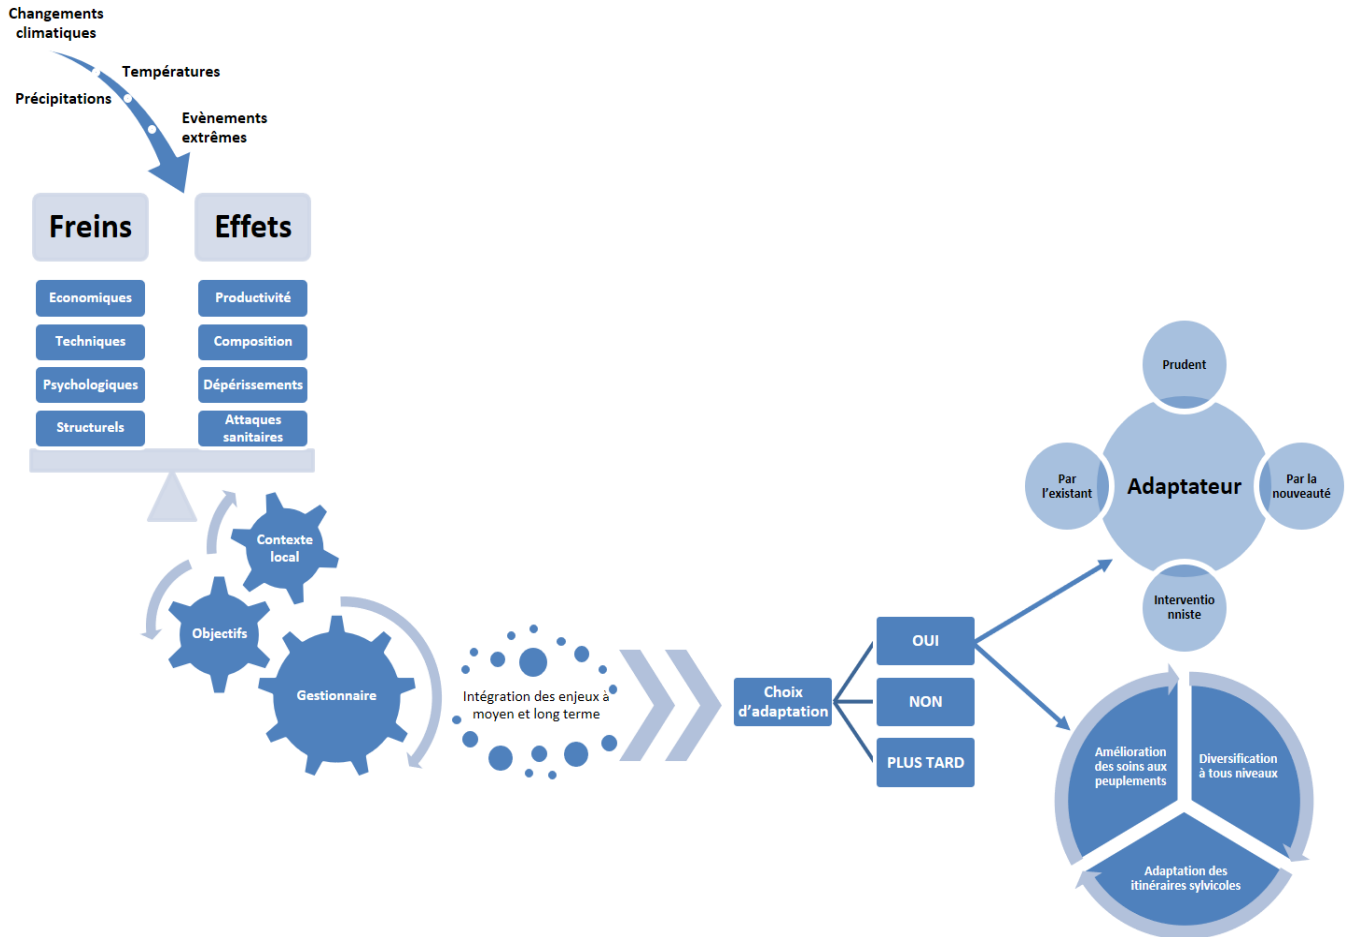 Changements
climatiques
Températures
Précipitations
Evènements
extrêmes
Freins
Effets
Economiques
Productivité
Techniques
Composition
Psychologiques
Dépérissements
Structurels
Attaques
sanitaires
Contexte
local
Objectifs
Gestionnaire
Intégration des enjeux à
moyen et long terme
Choix
d'adaptation
OUI
NON
PLUS TARD
Prudent
Par
l'existant
Adaptateur
Par la
nouveauté
Interventio
nniste
Amélioration
des soins aux
peuplements
Diversification
à tous niveaux
Adaptation des
itinéraires sylvicoles